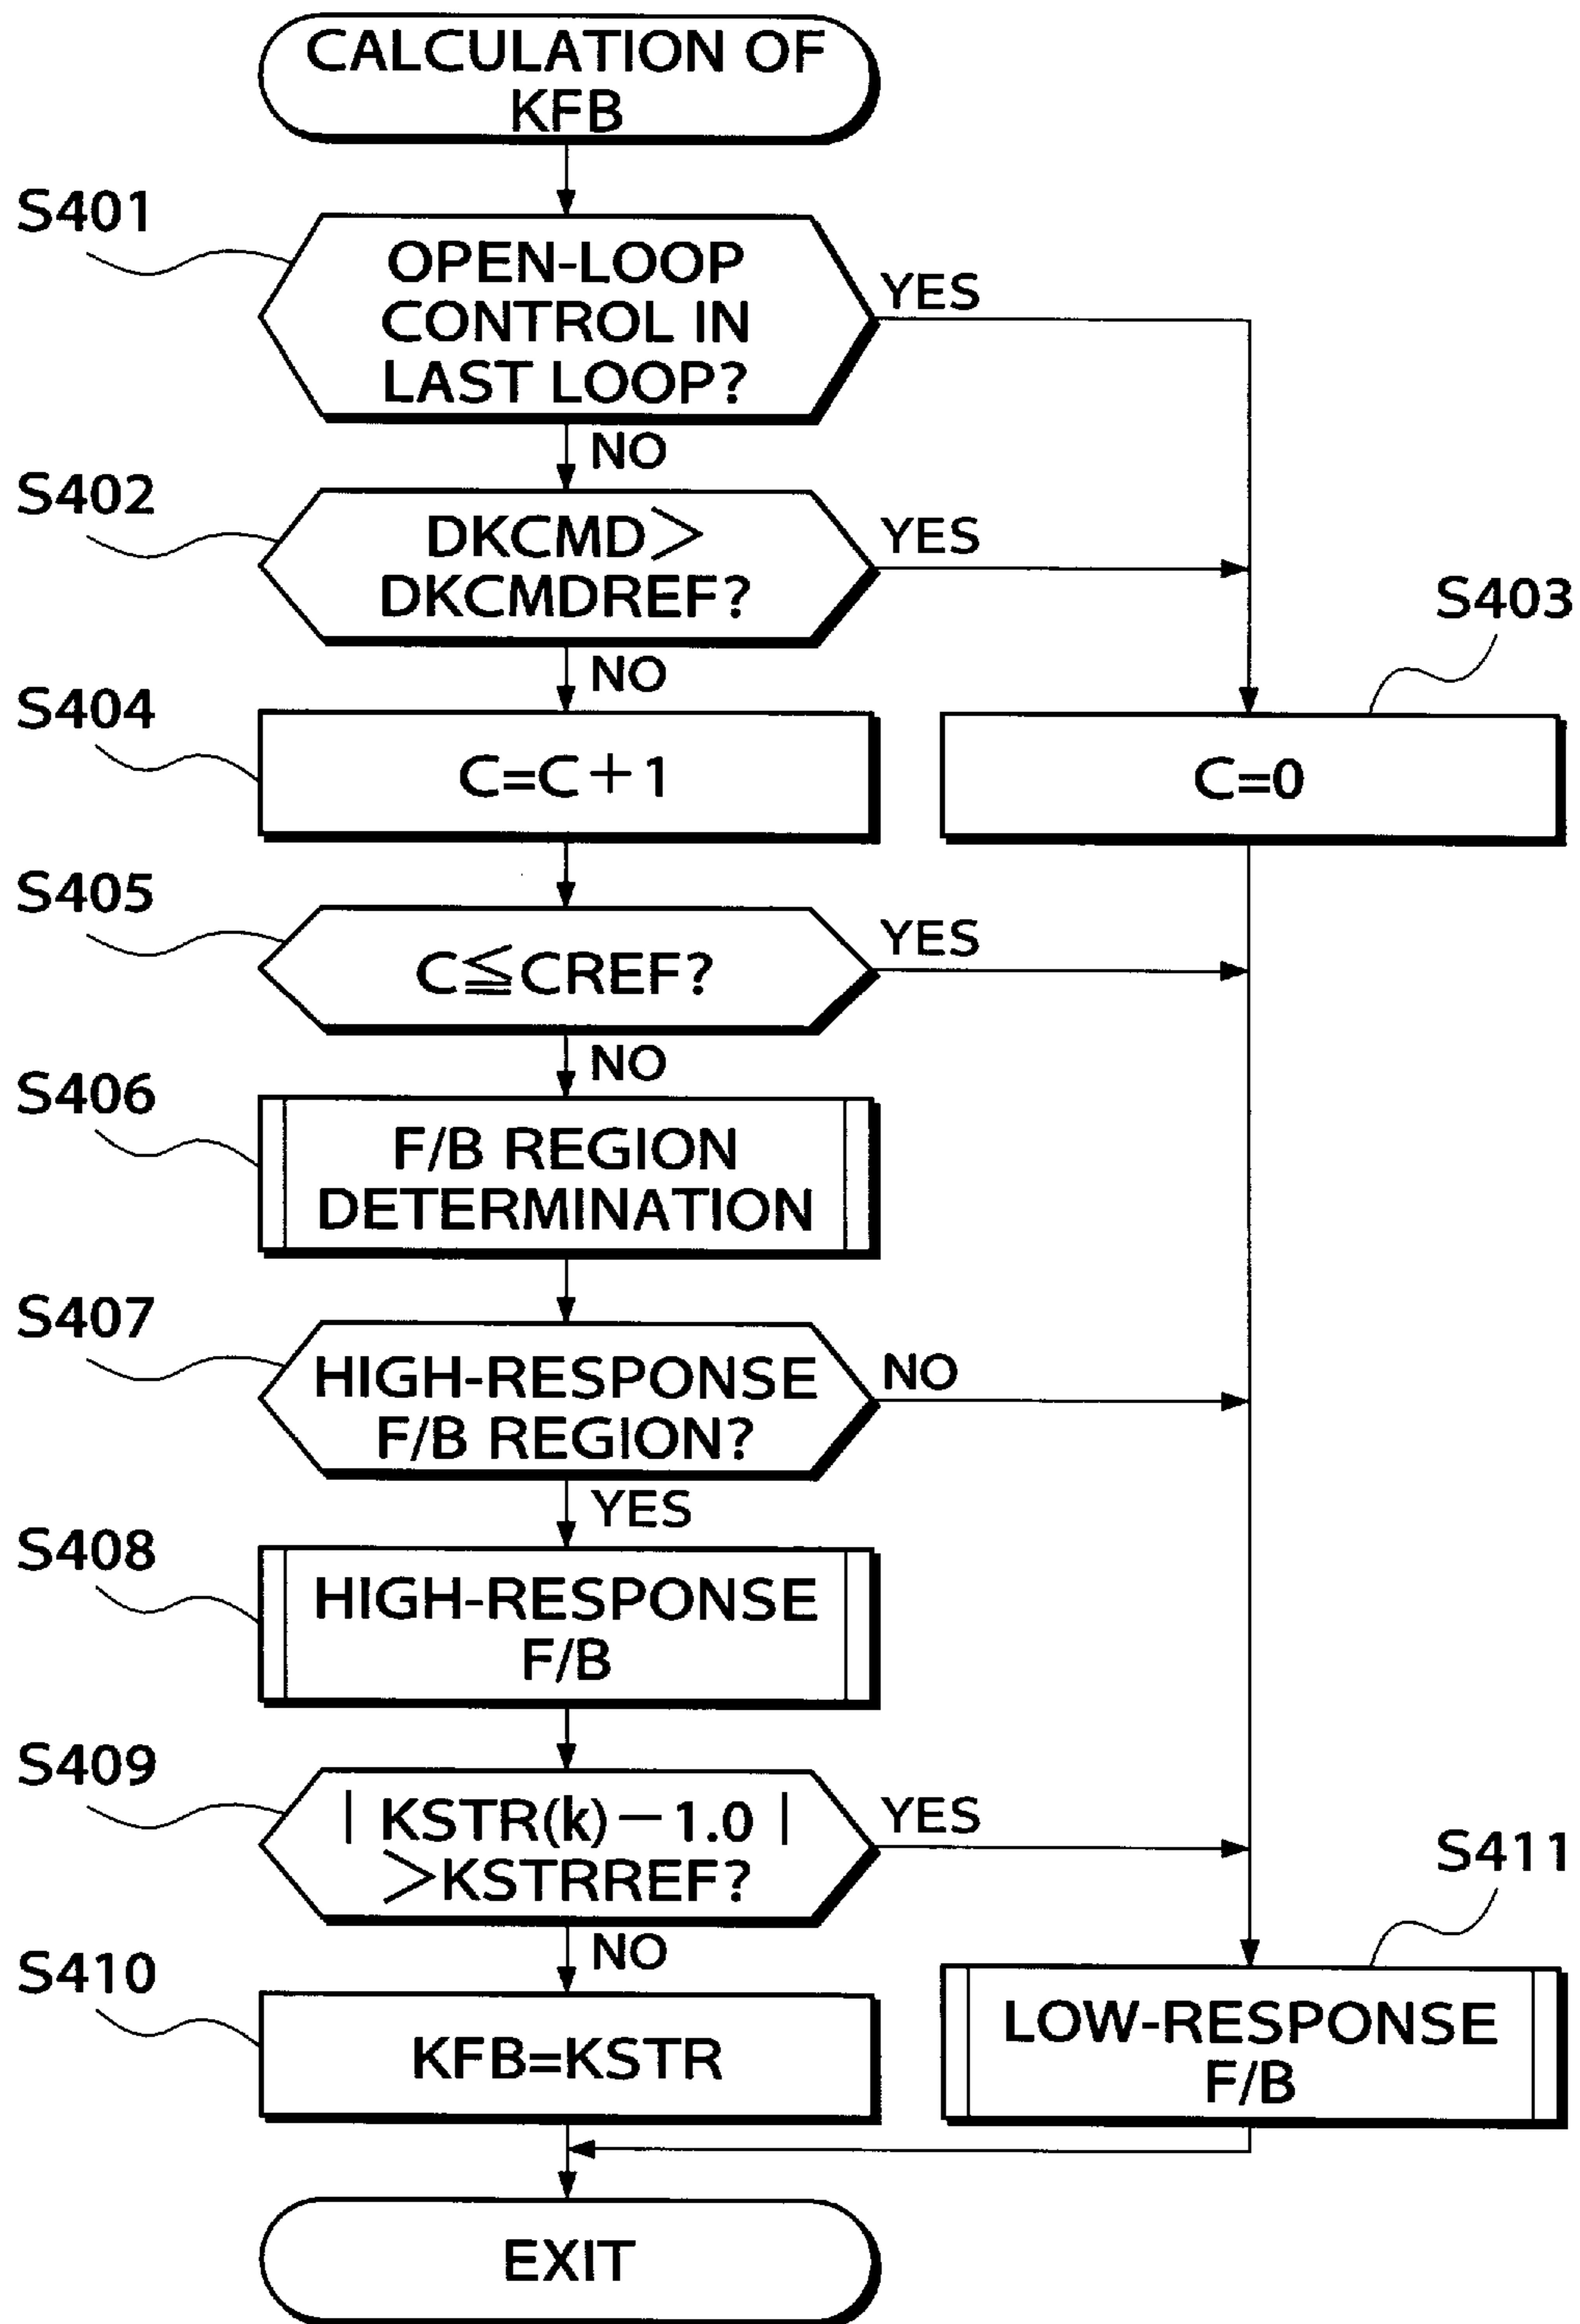 CALCULATION OF
KFB
S401
OPEN-LOOP
CONTROL IN
LAST LOOP?
YES
NO
S402
DKCMD>
DKCMDREF?
YES
NO
S403
C=0
S404
C=C+1
S405
C≦CREF?
YES
NO
S406
F/B REGION
DETERMINATION
S407
HIGH-RESPONSE
F/B REGION?
NO
YES
S408
HIGH-RESPONSE
F/B
S409
| KSTR(k)-1.0 |
>KSTRREF?
YES
NO
S410
KFB=KSTR
S411
LOW-RESPONSE
F/B
EXIT